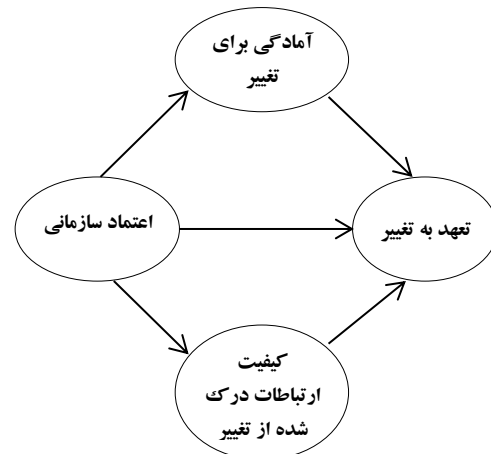 آمادگی برای
تغییر
تعهد به تغییر
اعتماد سازمانی
کیفیت
ارتباطات درک
شده از تغییر